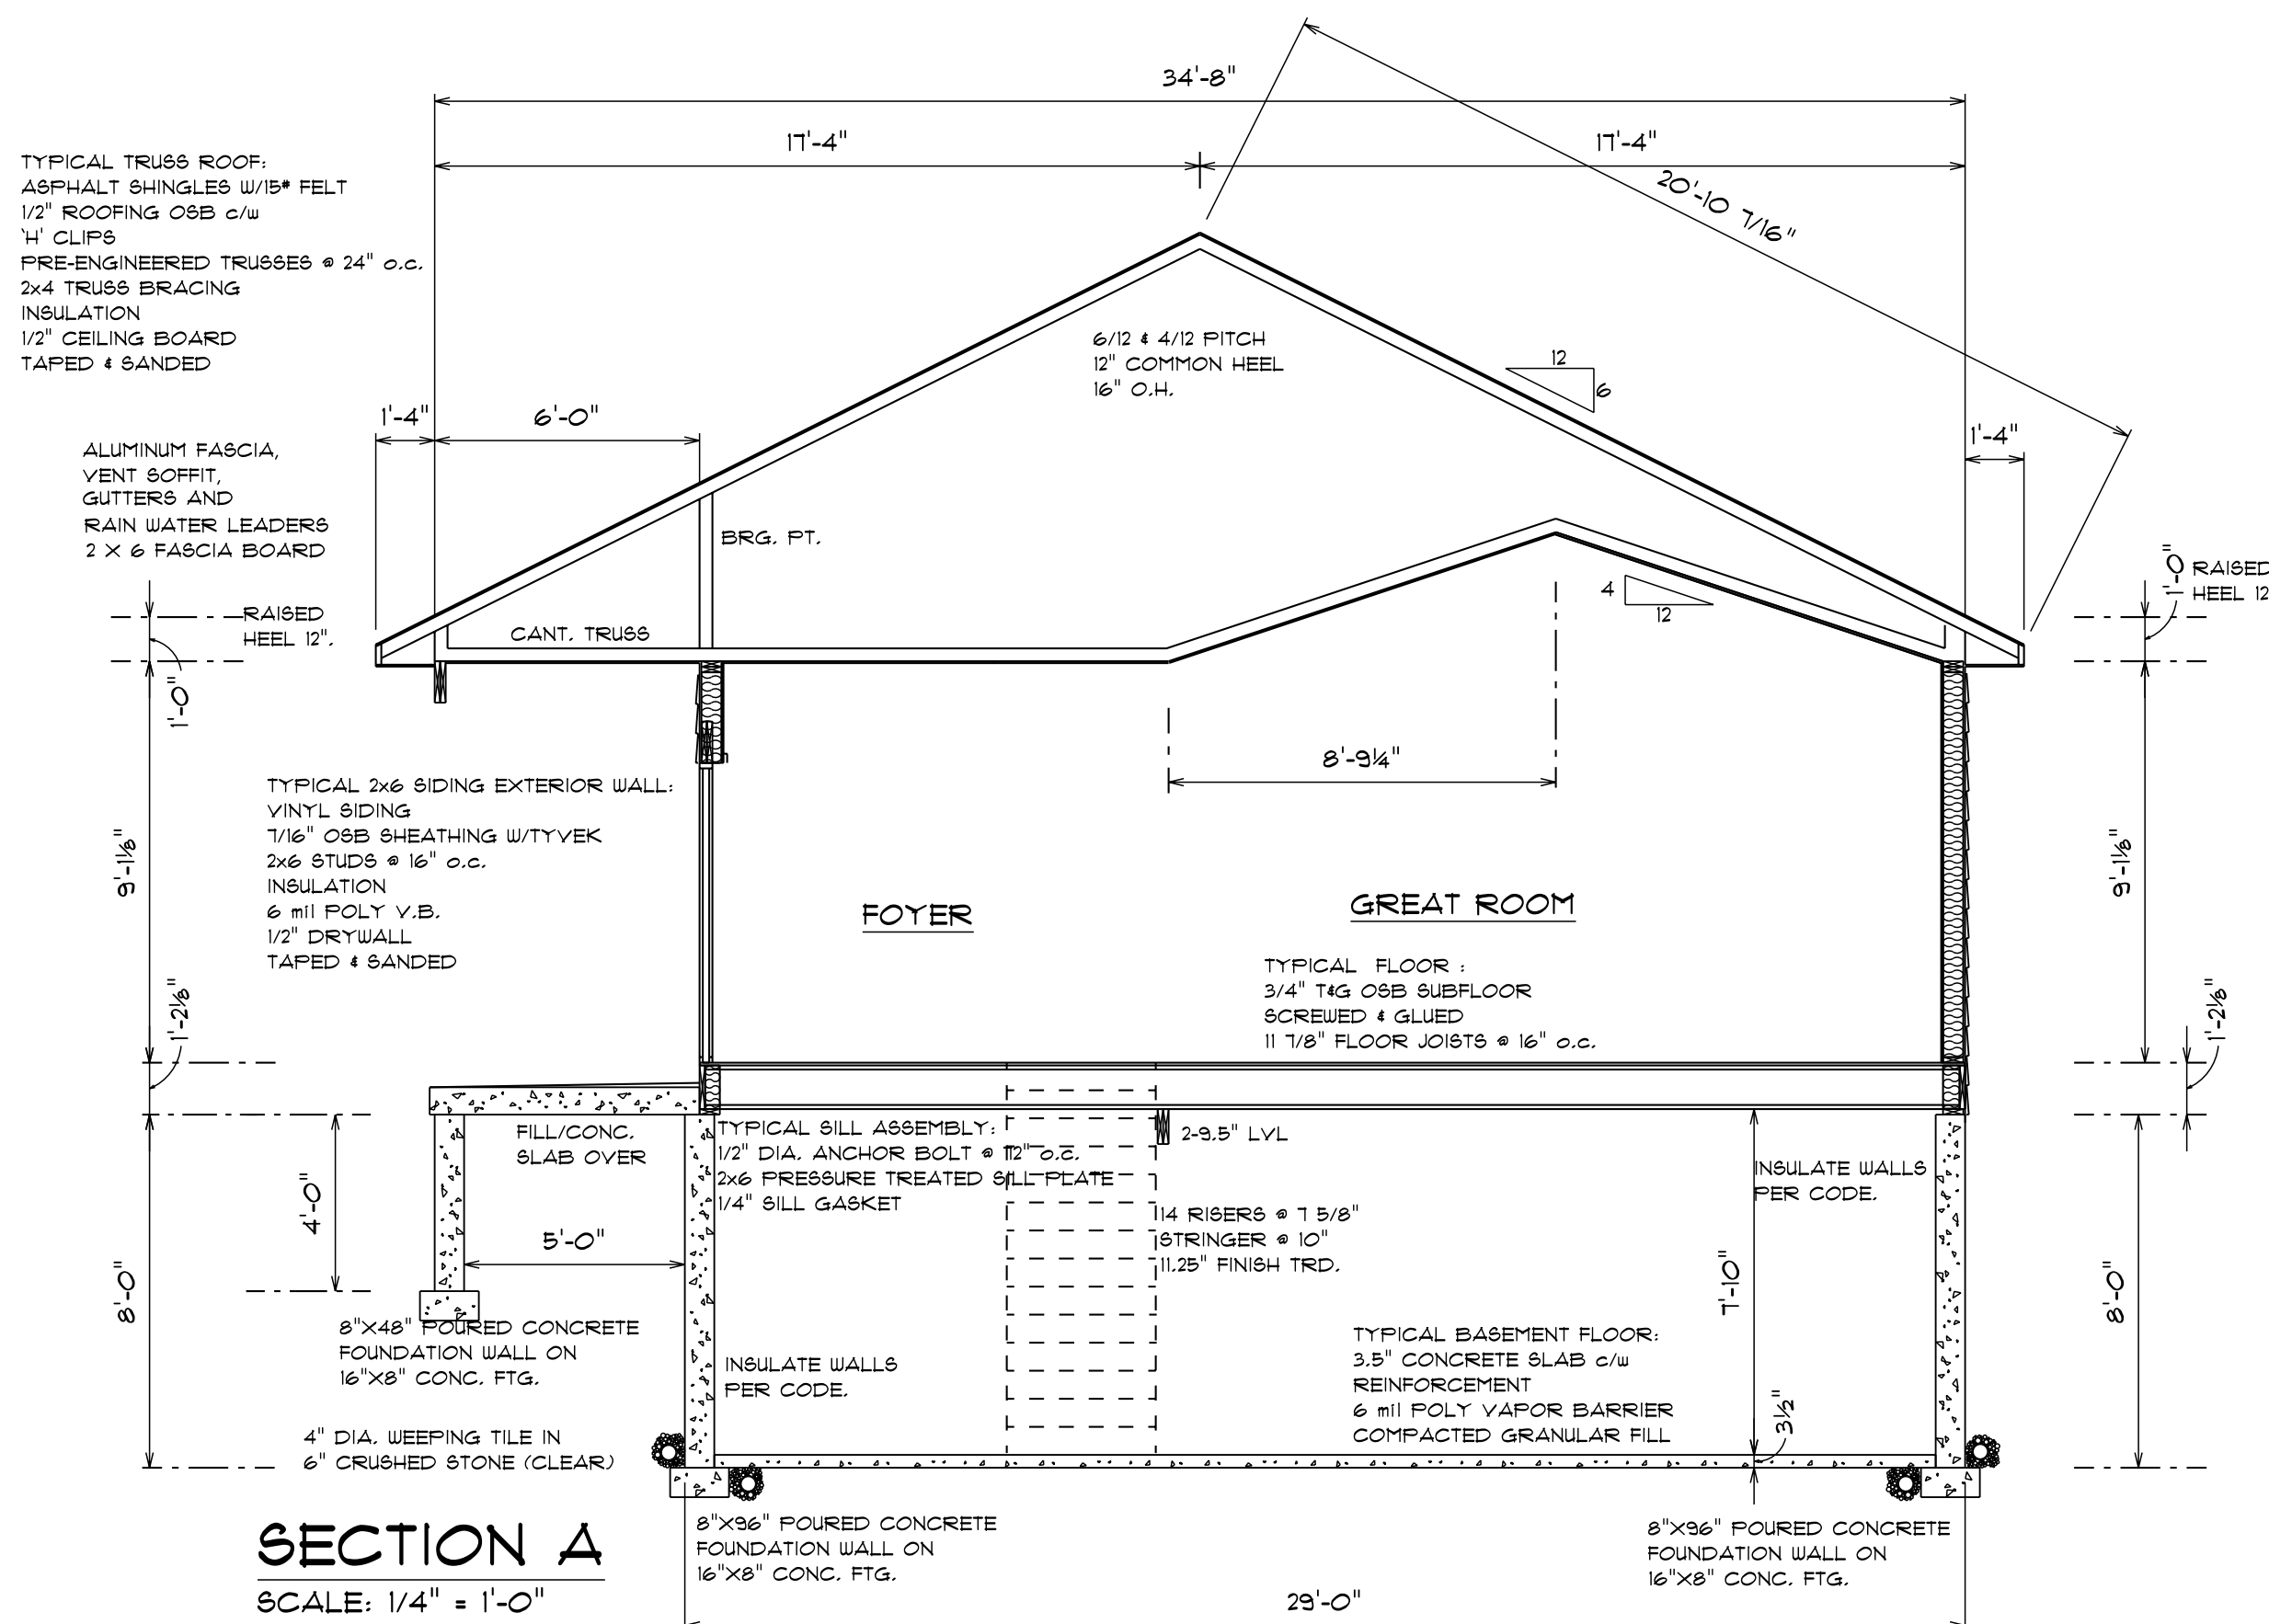 34'-8"
17'-4"
17'-4"
20'-10 7/16"
TYPICAL TRUSS ROOF:
ASPHALT SHINGLES W/15# FELT
1/2" ROOFING OSB c/w
'H' CLIPS
PRE-ENGINEERED TRUSSES @ 24" o.c.
2x4 TRUSS BRACING
INSULATION
1/2" CEILING BOARD
TAPED & SANDED
6/12 & 4/12 PITCH
12" COMMON HEEL
16" O.H.
12
6
1'-4"
6'-0"
1'-4"
ALUMINUM FASCIA,
VENT SOFFIT,
GUTTERS AND
RAIN WATER LEADERS
2 X 6 FASCIA BOARD
BRG. PT.
RAISED
HEEL 12".
CANT. TRUSS
4
12
1'-0"
RAISED
HEEL 12
1'-0"
8'-9¼"
TYPICAL 2x6 SIDING EXTERIOR WALL:
VINYL SIDING
7/16" OSB SHEATHING W/TYVEK
2x6 STUDS @ 16" o.c.
INSULATION
6 mil POLY V.B.
1/2" DRYWALL
TAPED & SANDED
9'-1⅛"
9'-1⅛"
FOYER
GREAT ROOM
TYPICAL FLOOR :
3/4" T&G OSB SUBFLOOR
SCREWED & GLUED
11 7/8" FLOOR JOISTS @ 16" o.c.
1'-2⅛"
1'-2⅛"
FILL/CONC.
SLAB OVER
TYPICAL SILL ASSEMBLY:
1/2" DIA. ANCHOR BOLT @ 112" o.c.
2x6 PRESSURE TREATED SILL PLATE
1/4" SILL GASKET
2-9.5" LVL
INSULATE WALLS
PER CODE.
4'-0"
5'-0"
14 RISERS @ 7 5/8"
STRINGER @ 10"
11.25" FINISH TRD.
8'-0"
7'-10"
8'-0"
8"X48" POURED CONCRETE
FOUNDATION WALL ON
16"X8" CONC. FTG.
INSULATE WALLS
PER CODE.
TYPICAL BASEMENT FLOOR:
3.5" CONCRETE SLAB c/w
REINFORCEMENT
6 mil POLY VAPOR BARRIER
COMPACTED GRANULAR FILL
3½"
4" DIA. WEEPING TILE IN
6" CRUSHED STONE (CLEAR)
8"X96" POURED CONCRETE
FOUNDATION WALL ON
16"X8" CONC. FTG.
8"X96" POURED CONCRETE
FOUNDATION WALL ON
16"X8" CONC. FTG.
SECTION A
SCALE: 1/4" = 1'-0"
29'-0"